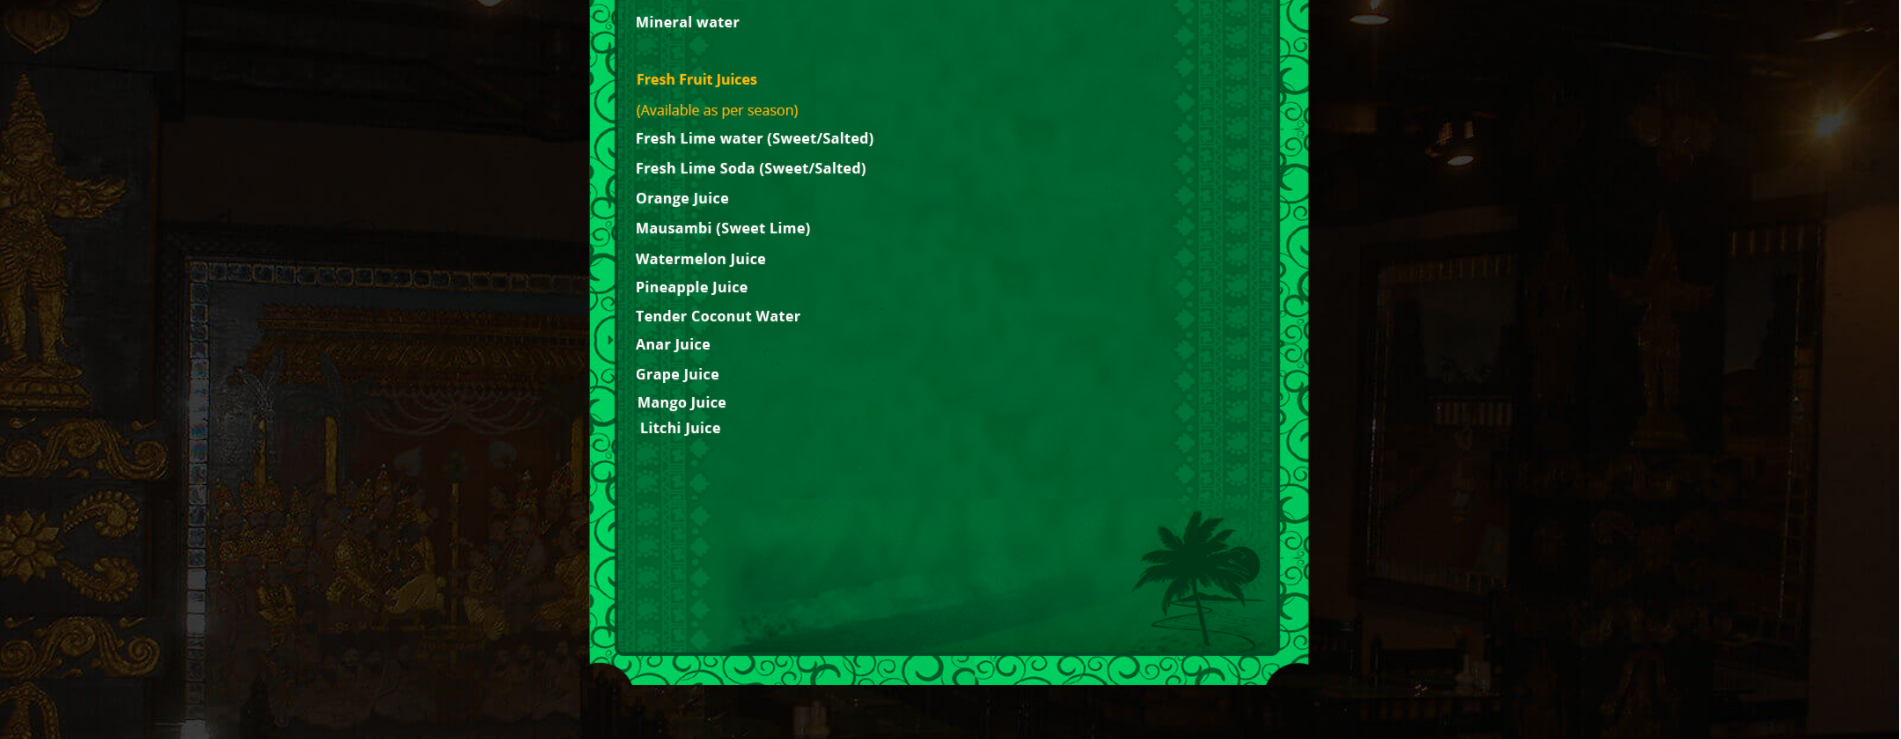 Mineral water
Fresh Fruit Juices
(Available as per season)
Fresh Lime water (Sweet/Salted)
Fresh Lime Soda (Sweet/Salted)
Orange Juice
Mausambi (Sweet Lime)
Watermelon Juice
Pineapple Juice
Tender Coconut Water
Anar Juice
Grape Juice
Mango Juice
Litchi Juice